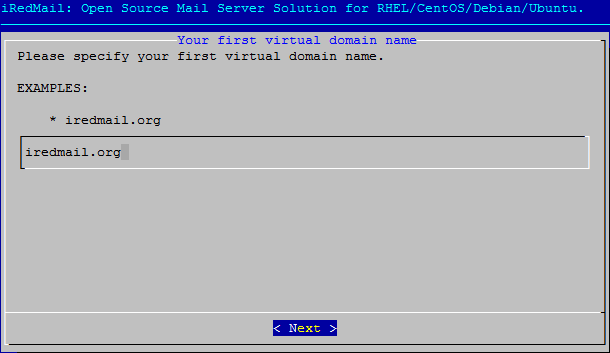 iRedMail: Open Source Mail Server Solution for RHEL/CentOS/Debian/Ubuntu.
Your first virtual domain name
Please specify your first virtual domain name.
EXAMPLES:
* iredmail.org
iredmail.org
< Next >